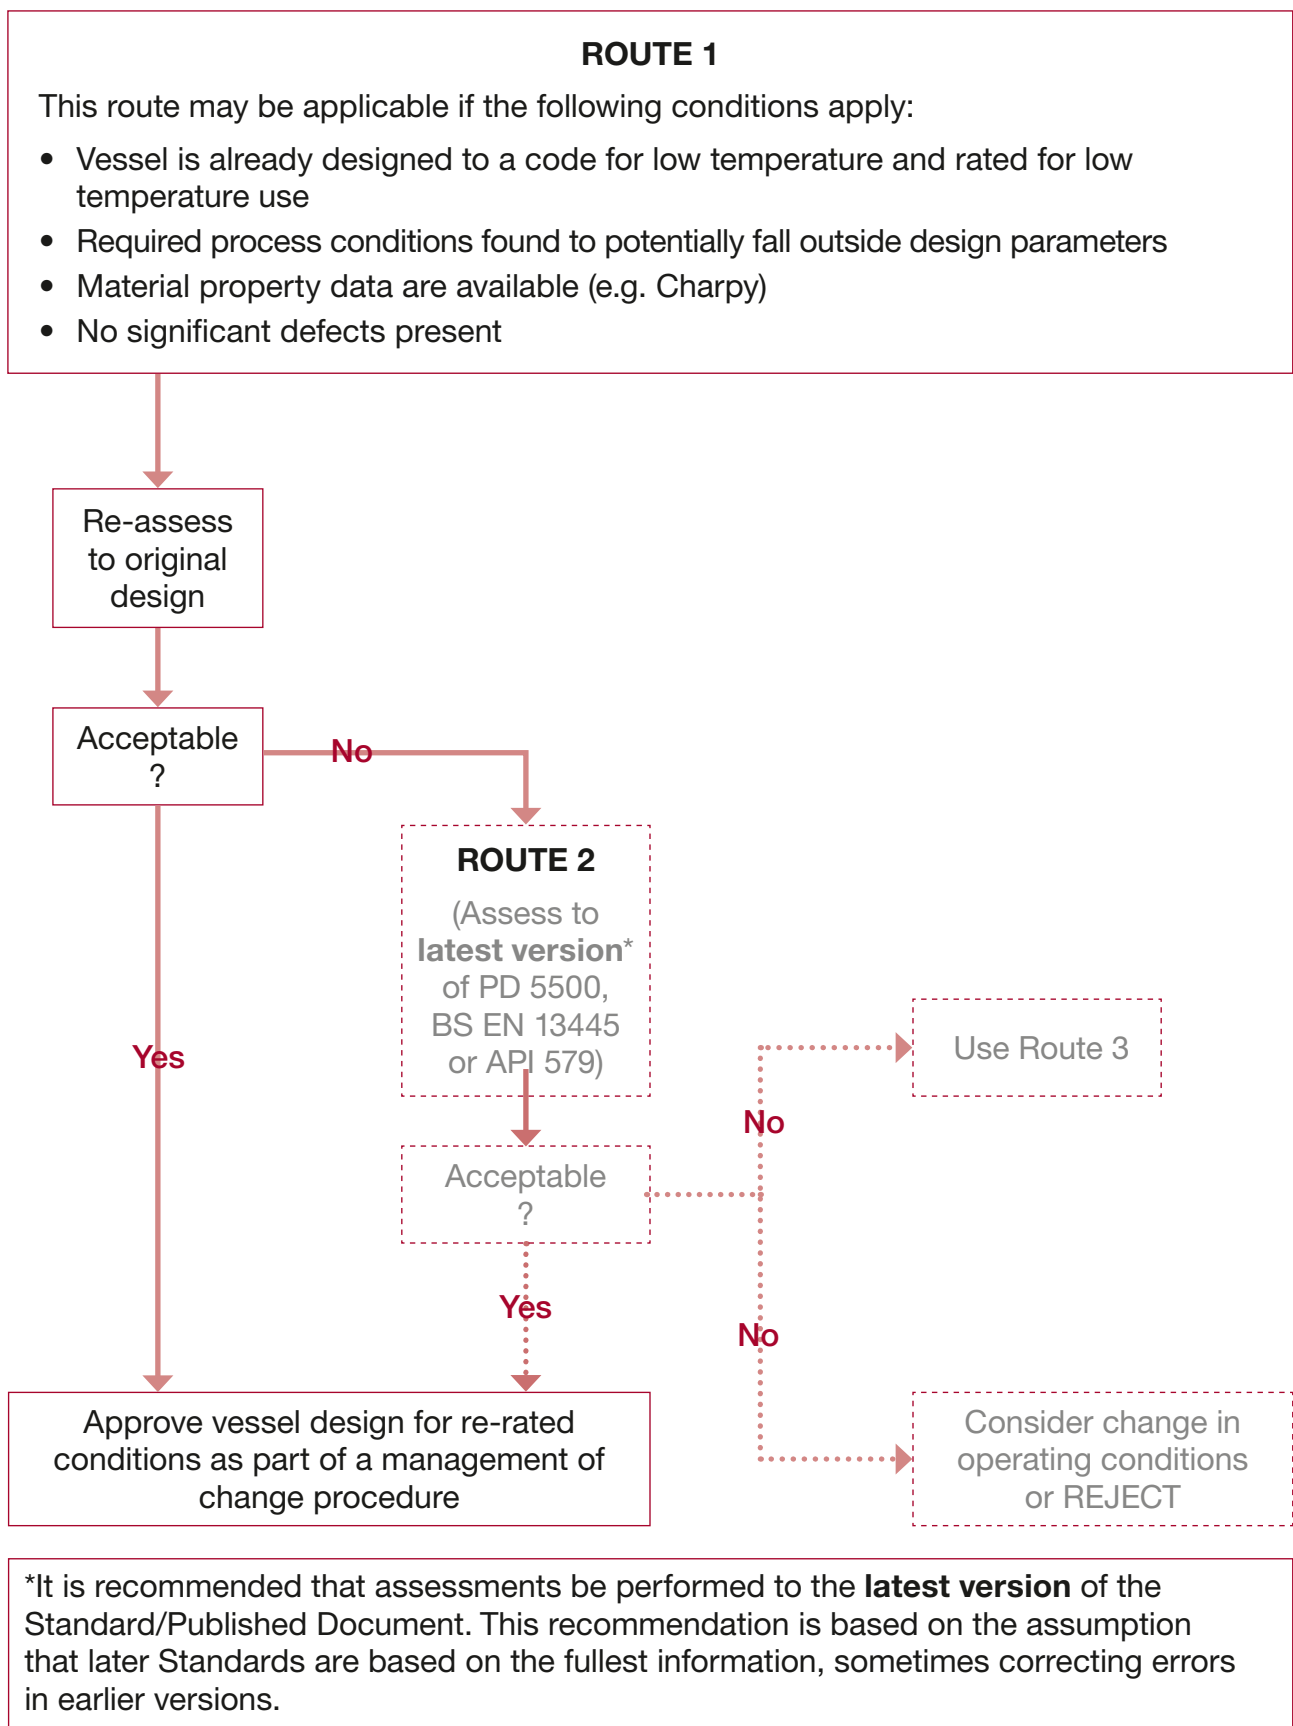 ROUTE 1
This route may be applicable if the following conditions apply:
• Vessel is already designed to a code for low temperature and rated for low
temperature use
• Required process conditions found to potentially fall outside design parameters
• Material property data are available (e.g. Charpy)
• No significant defects present
Re-assess
to original
design
Acceptable
?
No
ROUTE 2
(Assess to
latest version*
of PD 5500,
BS EN 13445
or API 579)
Yes
Use Route 3
No
Acceptable
?
Yes
No
Approve vessel design for re-rated
conditions as part of a management of
change procedure
Consider change in
operating conditions
or REJECT
*It is recommended that assessments be performed to the latest version of the
Standard/Published Document. This recommendation is based on the assumption
that later Standards are based on the fullest information, sometimes correcting errors
in earlier versions.